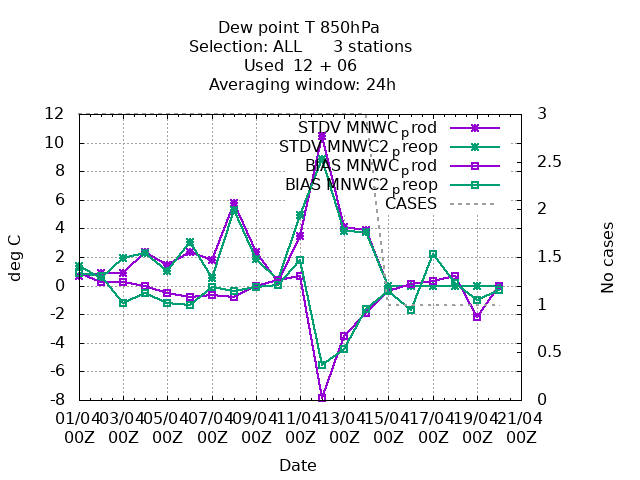 Dew point T 850hPa
Selection: ALL 3 stations
Used 12 + 06
Averaging window: 24h
STDV MNWC_prod
STDV MNWC2_preop
BIAS MNWC_prod
BIAS MNWC2_preop
CASES
12
10
8
6
4
2
0
-2
-4
-6
-8
deg C
3
2.5
2
1.5
1
0.5
0
No cases
01/04 03/04 05/04 07/04 09/04 11/04 13/04 15/04 17/04 19/04 21/04
00Z 00Z 00Z 00Z 00Z 00Z 00Z 00Z 00Z 00Z 00Z
Date